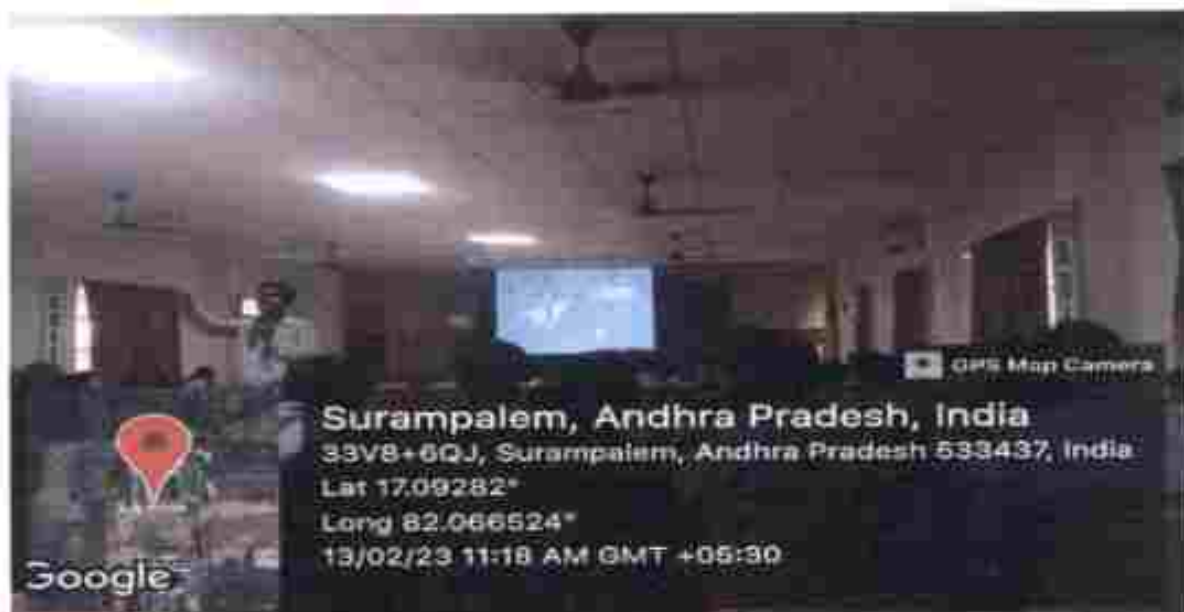 GPS Map Camera
Surampalem, Andhra Pradesh, India
33V8+6QJ, Surampalem, Andhra Pradesh 533437, India
Lat 17.09282°
Long 82.066524°
13/02/23 11:18 AM GMT +05:30
Google